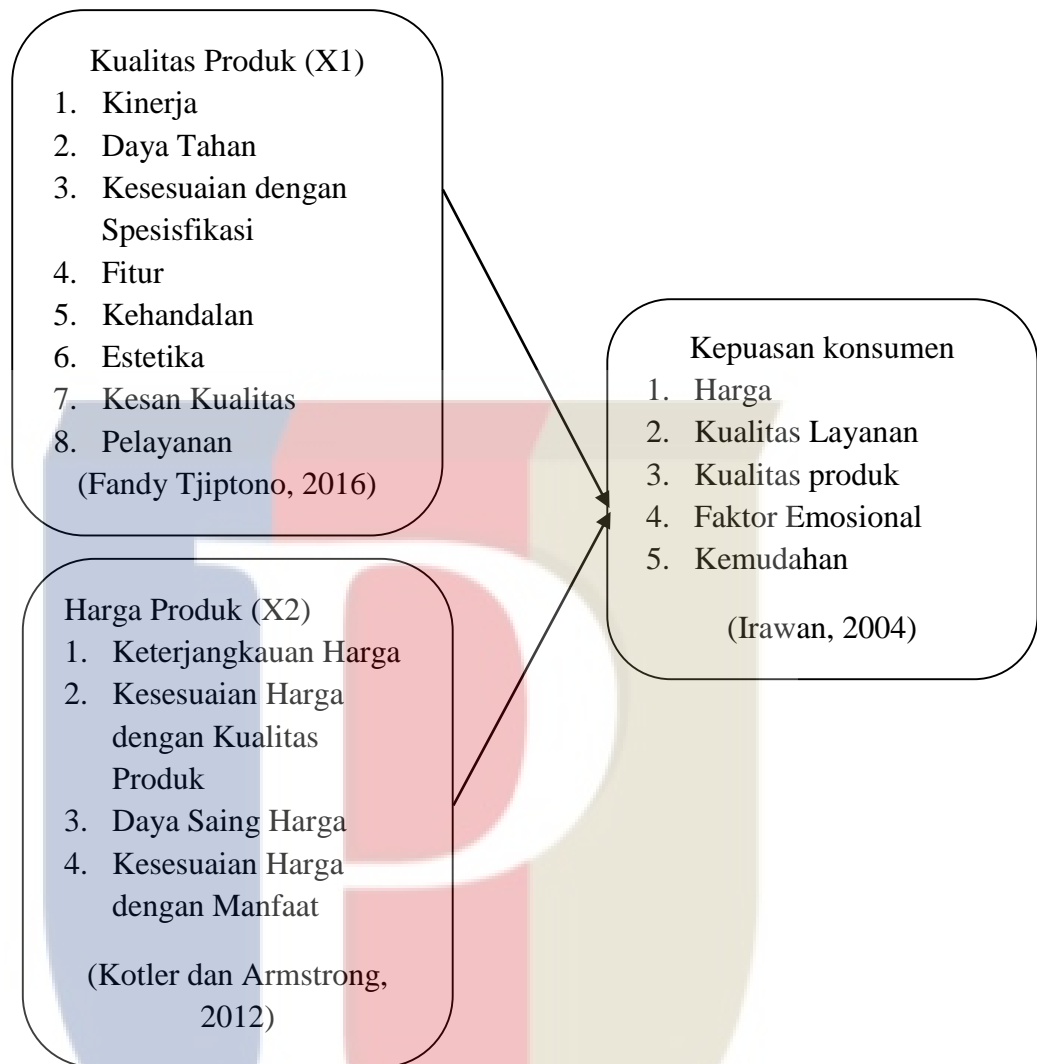 Kualitas Produk (X1)
1. Kinerja
2. Daya Tahan
3. Kesesuaian dengan
Spesisfikasi
4. Fitur
5. Kehandalan
6. Estetika
7. Kesan Kualitas
8. Pelayanan
(Fandy Tjiptono, 2016)
Harga Produk (X2)
1. Keterjangkauan Harga
2. Kesesuaian Harga
dengan Kualitas
Produk
3. Daya Saing Harga
4. Kesesuaian Harga
dengan Manfaat
(Kotler dan Armstrong,
2012)
Kepuasan konsumen
1. Harga
2. Kualitas Layanan
3. Kualitas produk
4. Faktor Emosional
5. Kemudahan
(Irawan, 2004)